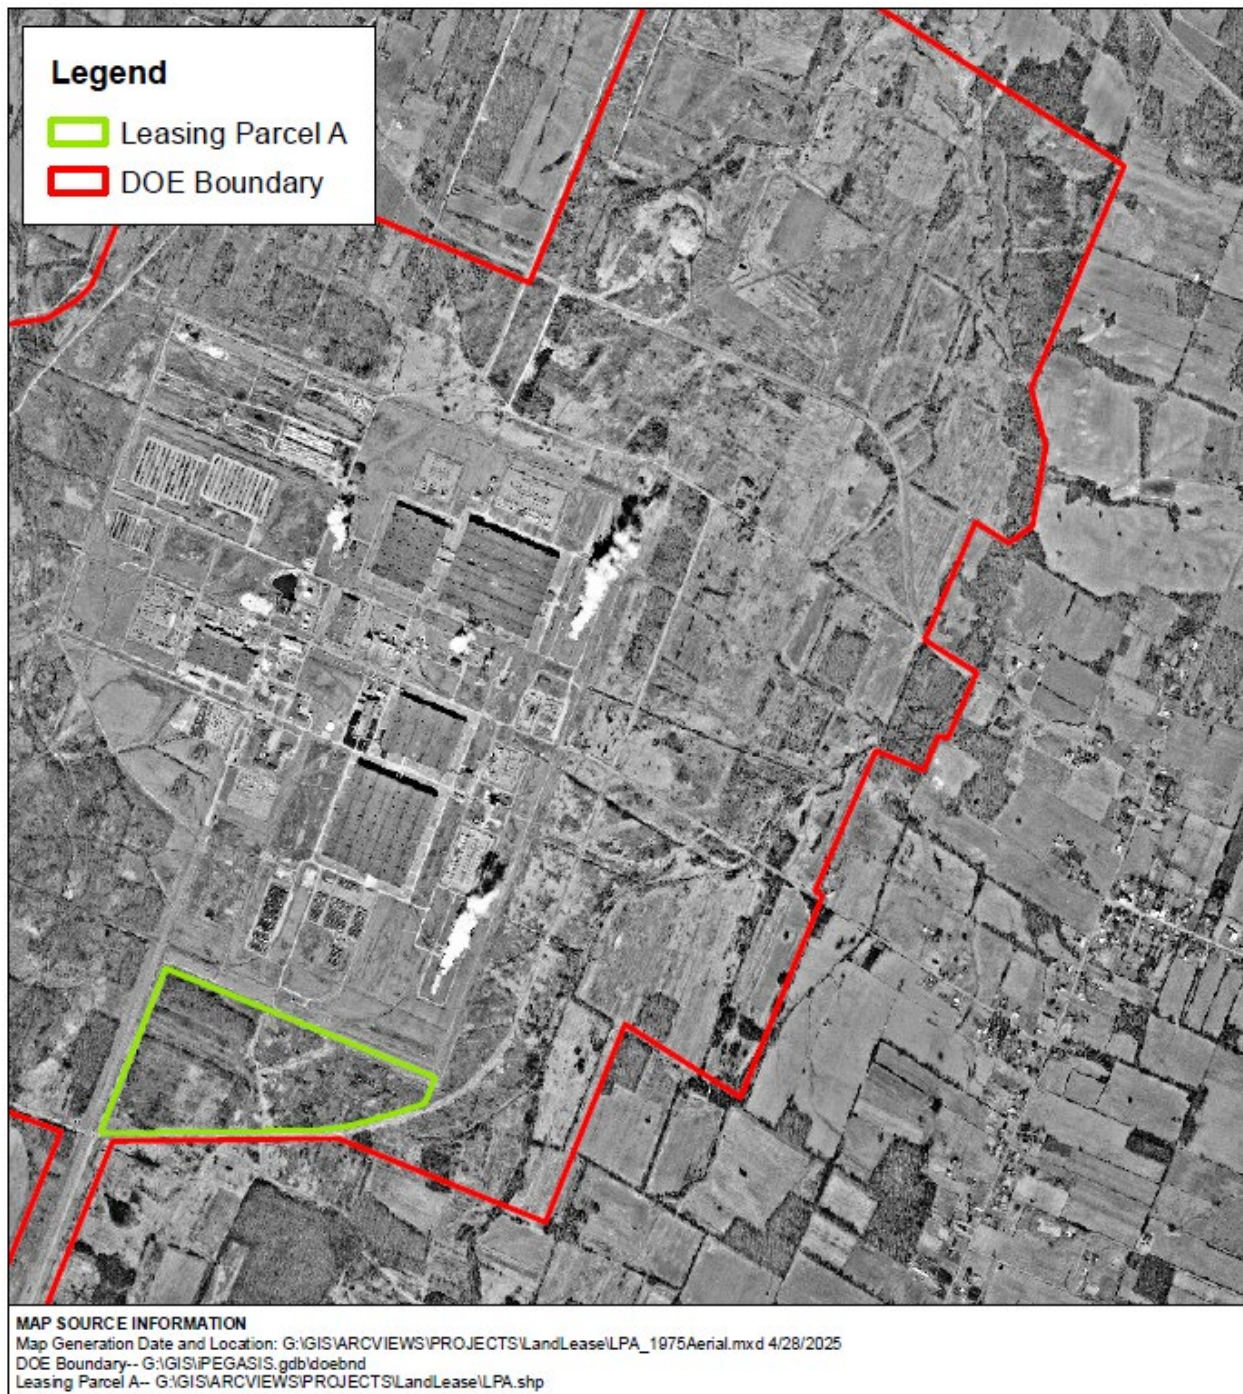 Legend
Leasing Parcel A
DOE Boundary
MAP SOURCE INFORMATION
Map Generation Date and Location: G:\GIS\ARCVIEWS\PROJECTS\LandLease\LPA_1975Aerial.mxd 4/28/2025
DOE Boundary-- G:\GIS\iPEGASIS.gdb\doebnd
Leasing Parcel A-- G:\GIS\ARCVIEWS\PROJECTS\LandLease\LPA.shp